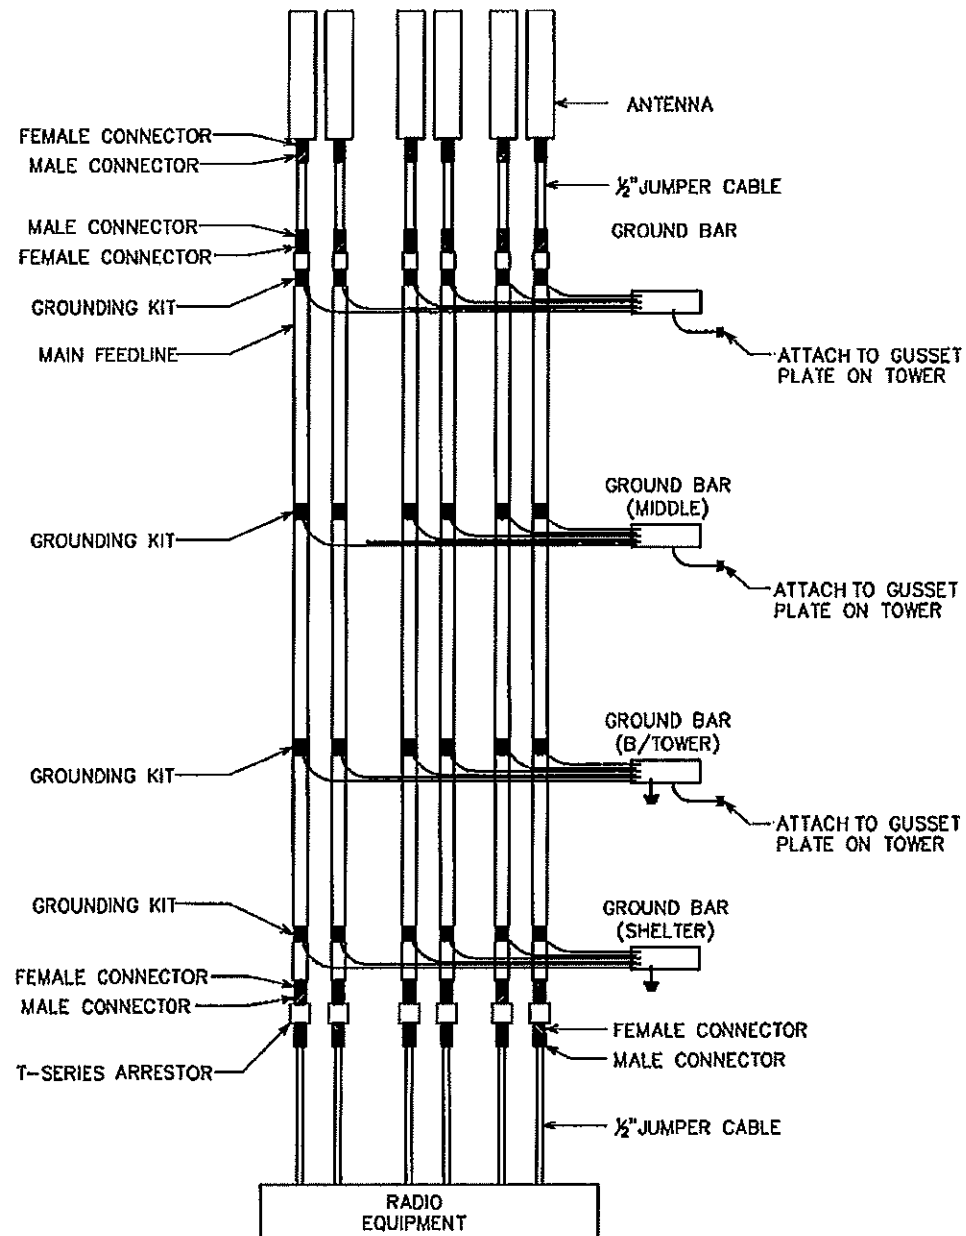 ANTENNA
FEMALE CONNECTOR
MALE CONNECTOR
½" JUMPER CABLE
MALE CONNECTOR
FEMALE CONNECTOR
GROUND BAR
GROUNDING KIT
MAIN FEEDLINE
ATTACH TO GUSSET
PLATE ON TOWER
GROUND BAR
(MIDDLE)
GROUNDING KIT
ATTACH TO GUSSET
PLATE ON TOWER
GROUND BAR
(B/TOWER)
GROUNDING KIT
ATTACH TO GUSSET
PLATE ON TOWER
GROUNDING KIT
GROUND BAR
(SHELTER)
FEMALE CONNECTOR
MALE CONNECTOR
T-SERIES ARRESTOR
FEMALE CONNECTOR
MALE CONNECTOR
½" JUMPER CABLE
RADIO
EQUIPMENT